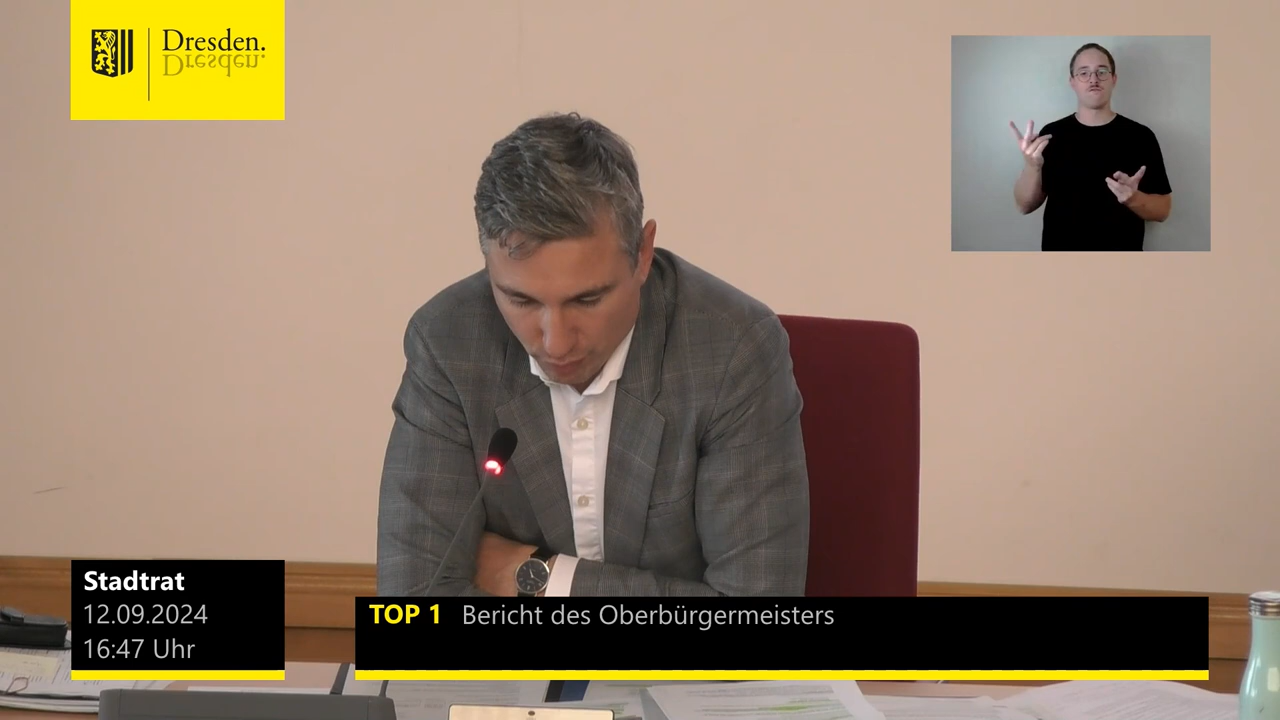 Dresden.
Dresden.
Stadtrat
12.09.2024
16:47 Uhr
TOP 1 Bericht des Oberbürgermeisters